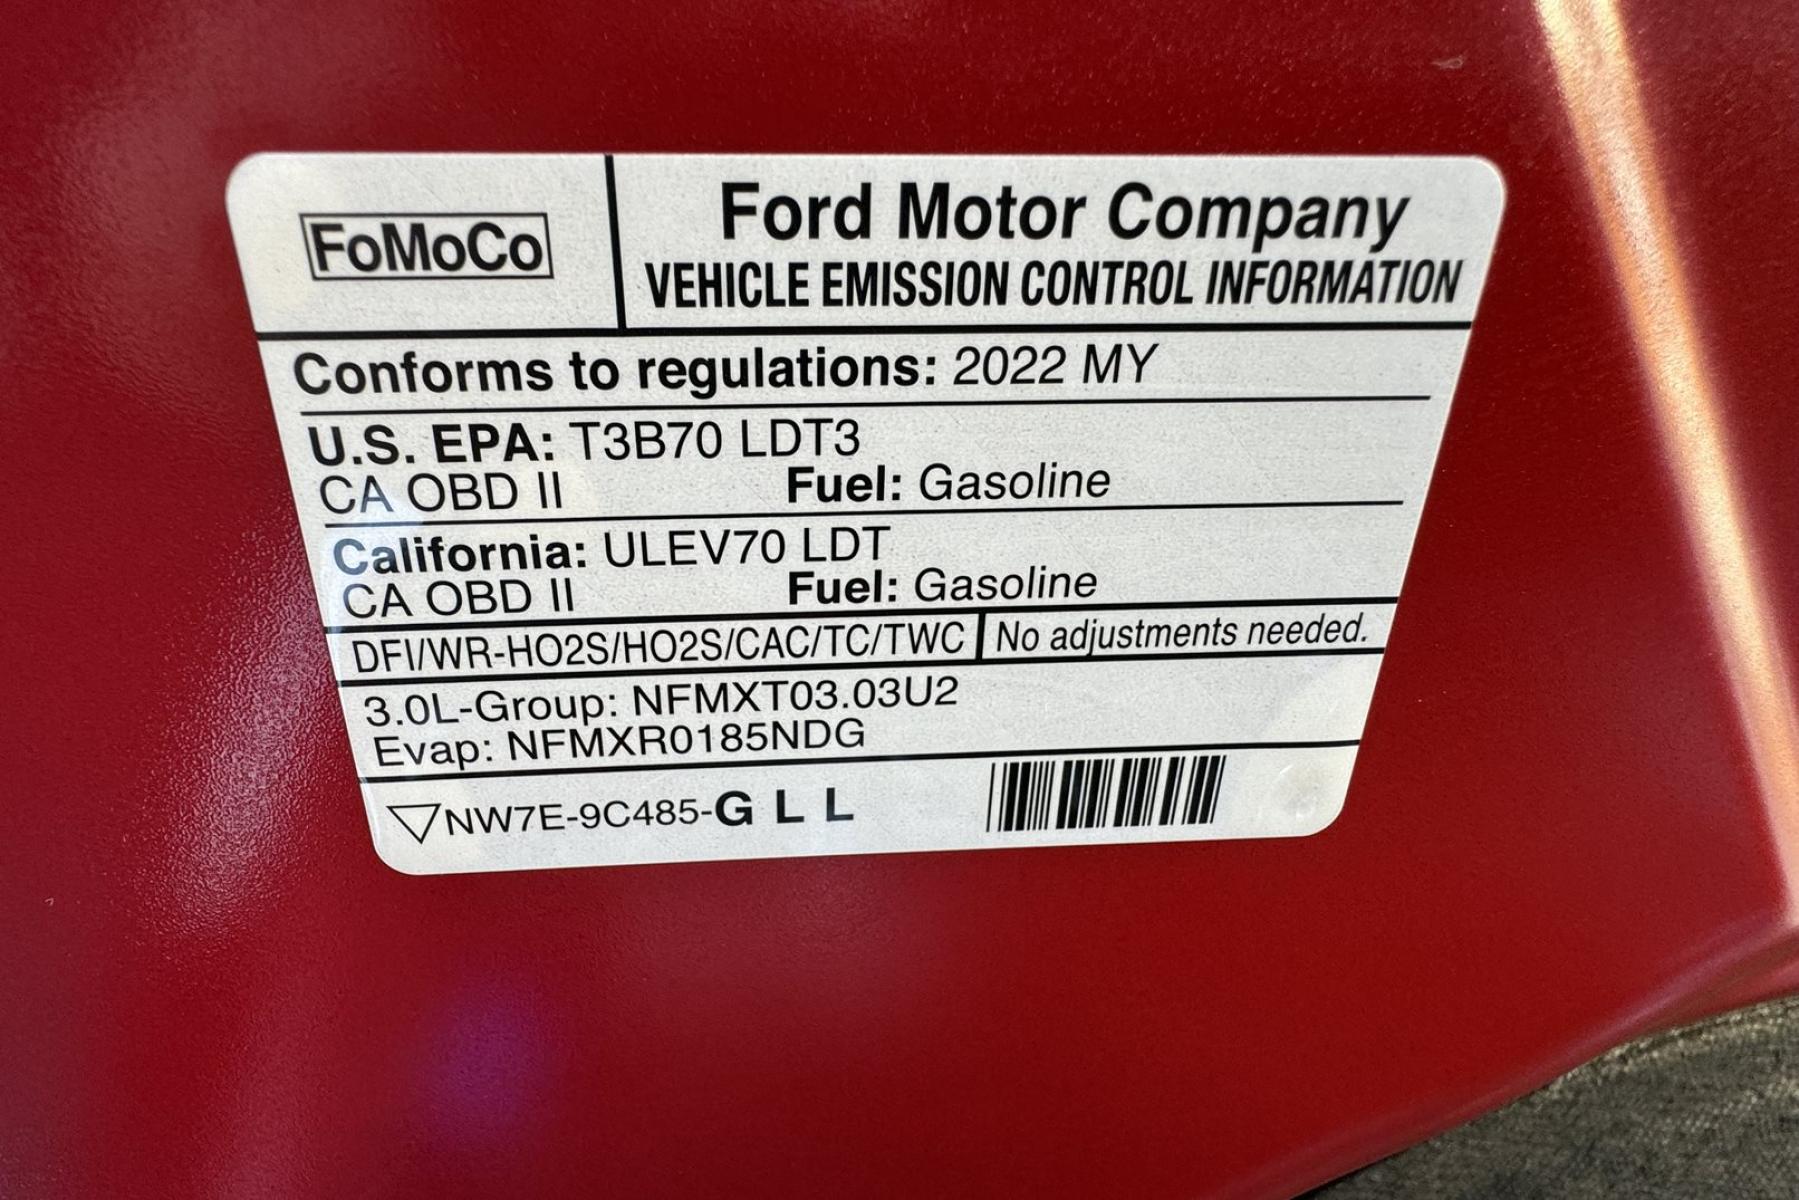 FoMoCo
Ford Motor Company
VEHICLE EMISSION CONTROL INFORMATION
Conforms to regulations: 2022 MY
U.S. EPA: T3B70 LDT3
CA OBD II Fuel: Gasoline
California: ULEV70 LDT
CA OBD II Fuel: Gasoline
DFI/WR-HO2S/HO2S/CAC/TC/TWC No adjustments needed.
3.0L-Group: NFMXT03.03U2
Evap: NFMXR0185NDG
NW7E-9C485-G L L